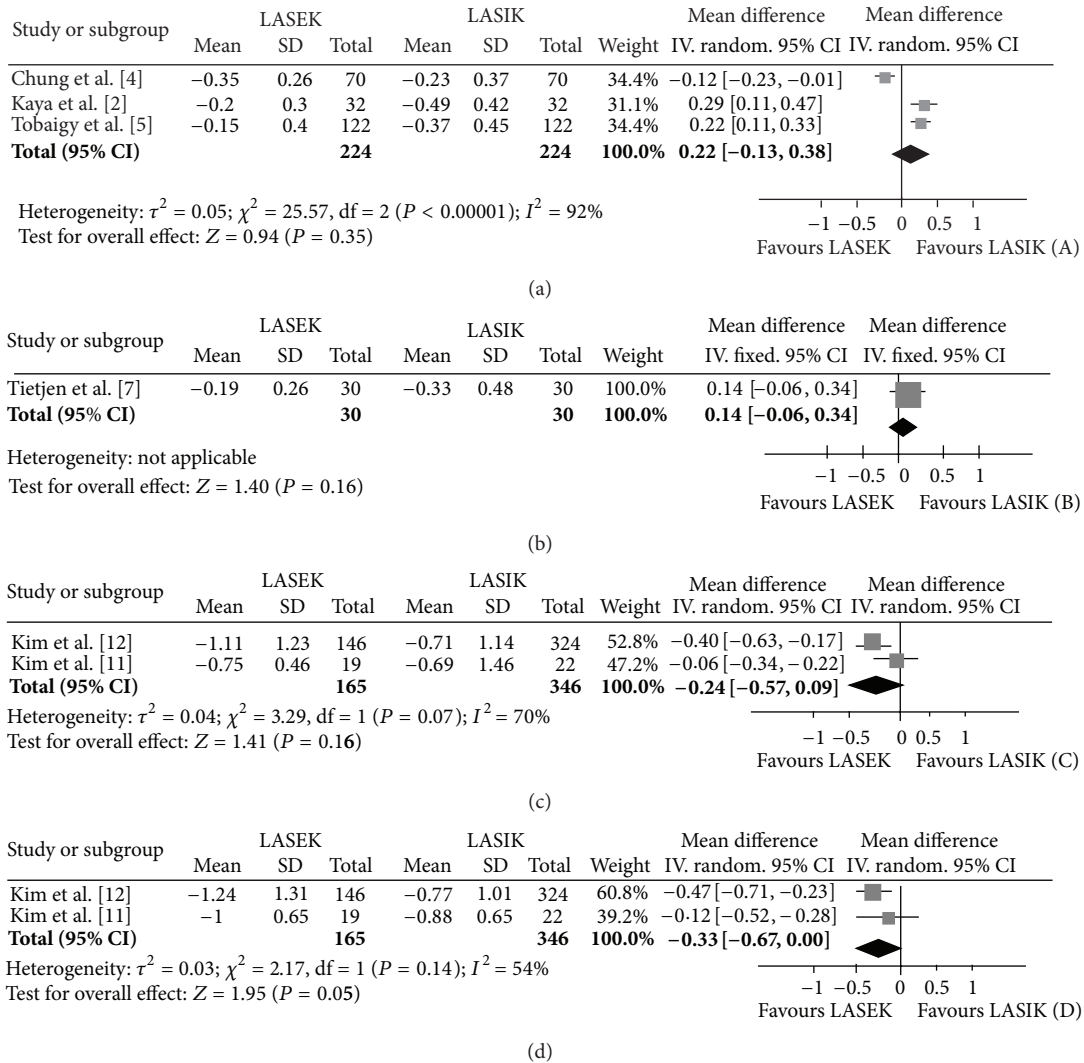 Study or subgroup LASEK LASIK Mean difference Mean difference
Mean SD Total Mean SD Total Weight IV. random. 95% CI IV. random. 95% CI
Chung et al. [4] −0.35 0.26 70 −0.23 0.37 70 34.4% −0.12 [−0.23, −0.01]
Kaya et al. [2] −0.2 0.3 32 −0.49 0.42 32 31.1% 0.29 [0.11, 0.47]
Tobaigy et al. [5] −0.15 0.4 122 −0.37 0.45 122 34.4% 0.22 [0.11, 0.33]
Total (95% CI) 224 224 100.0% 0.22 [−0.13, 0.38]
Heterogeneity: τ² = 0.05; χ² = 25.57, df = 2 (P < 0.00001); I² = 92%
Test for overall effect: Z = 0.94 (P = 0.35)
−1 −0.5 0 0.5 1
Favours LASEK Favours LASIK (A)
(a)
Study or subgroup LASEK LASIK Mean difference Mean difference
Mean SD Total Mean SD Total Weight IV. fixed. 95% CI IV. fixed. 95% CI
Tietjen et al. [7] −0.19 0.26 30 −0.33 0.48 30 100.0% 0.14 [−0.06, 0.34]
Total (95% CI) 30 30 100.0% 0.14 [−0.06, 0.34]
Heterogeneity: not applicable
Test for overall effect: Z = 1.40 (P = 0.16)
−1 −0.5 0 0.5 1
Favours LASEK Favours LASIK (B)
(b)
Study or subgroup LASEK LASIK Mean difference Mean difference
Mean SD Total Mean SD Total Weight IV. random. 95% CI IV. random. 95% CI
Kim et al. [12] −1.11 1.23 146 −0.71 1.14 324 52.8% −0.40 [−0.63, −0.17]
Kim et al. [11] −0.75 0.46 19 −0.69 1.46 22 47.2% −0.06 [−0.34, −0.22]
Total (95% CI) 165 346 100.0% −0.24 [−0.57, 0.09]
Heterogeneity: τ² = 0.04; χ² = 3.29, df = 1 (P = 0.07); I² = 70%
Test for overall effect: Z = 1.41 (P = 0.16)
−1 −0.5 0 0.5 1
Favours LASEK Favours LASIK (C)
(c)
Study or subgroup LASEK LASIK Mean difference Mean difference
Mean SD Total Mean SD Total Weight IV. random. 95% CI IV. random. 95% CI
Kim et al. [12] −1.24 1.31 146 −0.77 1.01 324 60.8% −0.47 [−0.71, −0.23]
Kim et al. [11] −1 0.65 19 −0.88 0.65 22 39.2% −0·12 [−0.52, −0.28]
Total (95% CI) 165 346 100.0% −0.33 [−0.67, 0.00]
Heterogeneity: τ² = 0.03; χ² = 2.17, df = 1 (P = 0.14); I² = 54%
Test for overall effect: Z = 1.95 (P = 0.05)
−1 −0.5 0 0.5 1
Favours LASEK Favours LASIK (D)
(d)